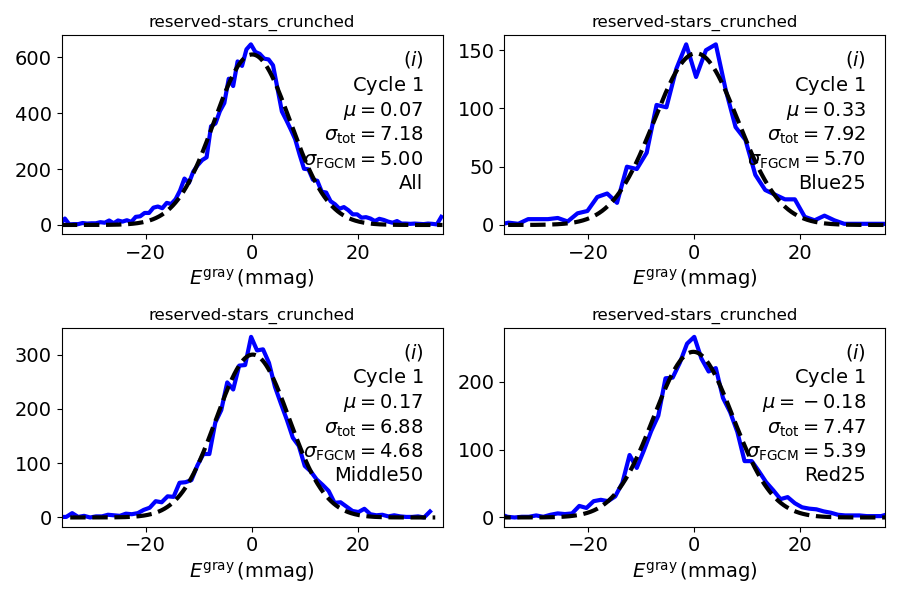 reserved-stars_crunched
600
400
200
0
(i)
Cycle 1
μ = 0.07
σtot = 7.18
σFGCM = 5.00
All
−20 0 20
E^gray (mmag)
reserved-stars_crunched
150
100
50
0
(i)
Cycle 1
μ = 0.33
σtot = 7.92
σFGCM = 5.70
Blue25
−20 0 20
E^gray (mmag)
reserved-stars_crunched
300
200
100
0
(i)
Cycle 1
μ = 0.17
σtot = 6.88
σFGCM = 4.68
Middle50
−20 0 20
E^gray (mmag)
reserved-stars_crunched
200
100
0
(i)
Cycle 1
μ = −0.18
σtot = 7.47
σFGCM = 5.39
Red25
−20 0 20
E^gray (mmag)